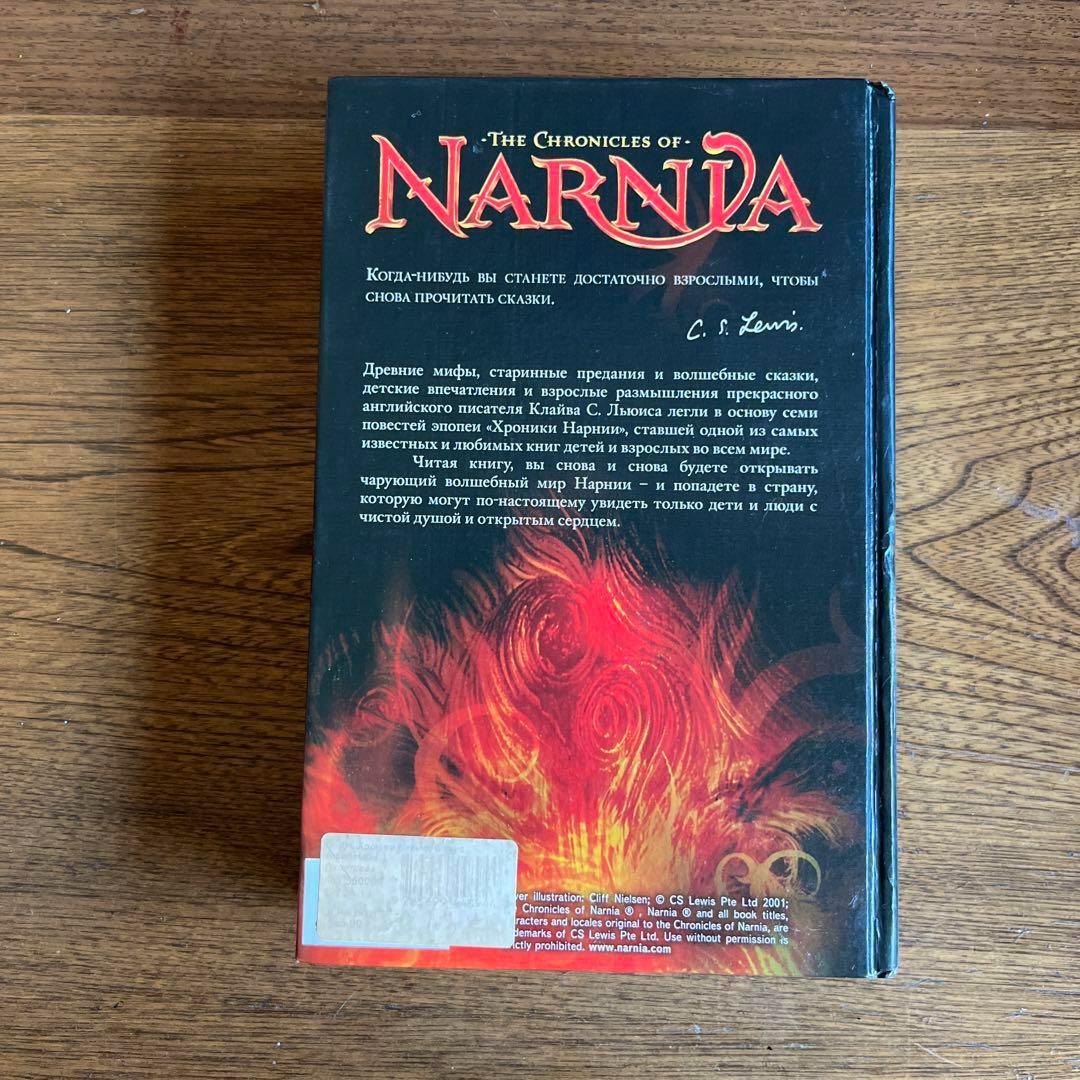 ·The Chronicles of·
NARNIA
Когда-нибудь вы станете достаточно взрослыми, чтобы
снова прочитать сказки.
C. S. Lewis.
Древние мифы, старинные предания и волшебные сказки,
детские впечатления и взрослые размышления прекрасного
английского писателя Клайва С. Льюиса легли в основу семи
повестей эпопеи «Хроники Нарнии», ставшей одной из самых
известных и любимых книг детей и взрослых во всем мире.
Читая книгу, вы снова и снова будете открывать
чарующий волшебный мир Нарнии – и попадете в страну,
которую могут по-настоящему увидеть только дети и люди с
чистой душой и открытым сердцем.
illustration: Cliff Nielsen; © CS Lewis Pte Ltd 2001;
Chronicles of Narnia ® , Narnia ® and all book titles,
and locales original to the Chronicles of Narnia, are
of CS Lewis Pte Ltd. Use without permission is
prohibited. www.narnia.com